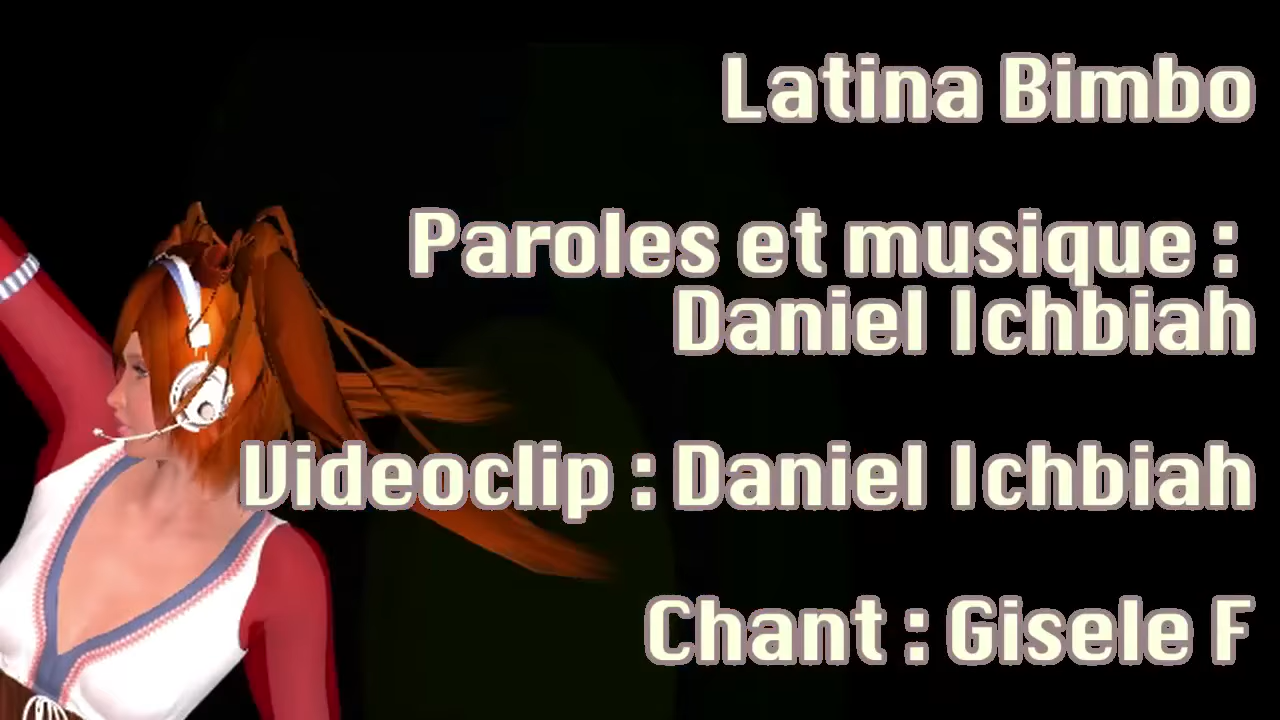 Latina Bimbo
Paroles et musique :
Daniel Ichbiah
Videoclip : Daniel Ichbiah
Chant : Gisele F